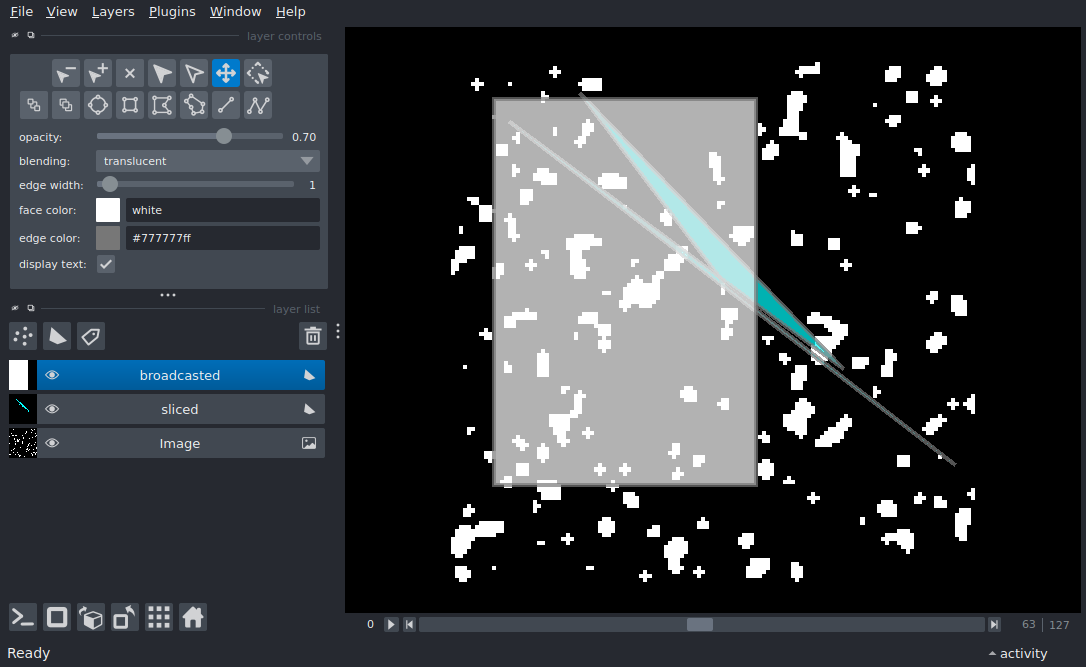 File View Layers Plugins Window Help
layer controls
opacity: 0.70
blending: translucent
edge width: 1
face color: white
edge color: #777777ff
display text:
layer list
broadcasted
sliced
Image
0 63 127
Ready activity